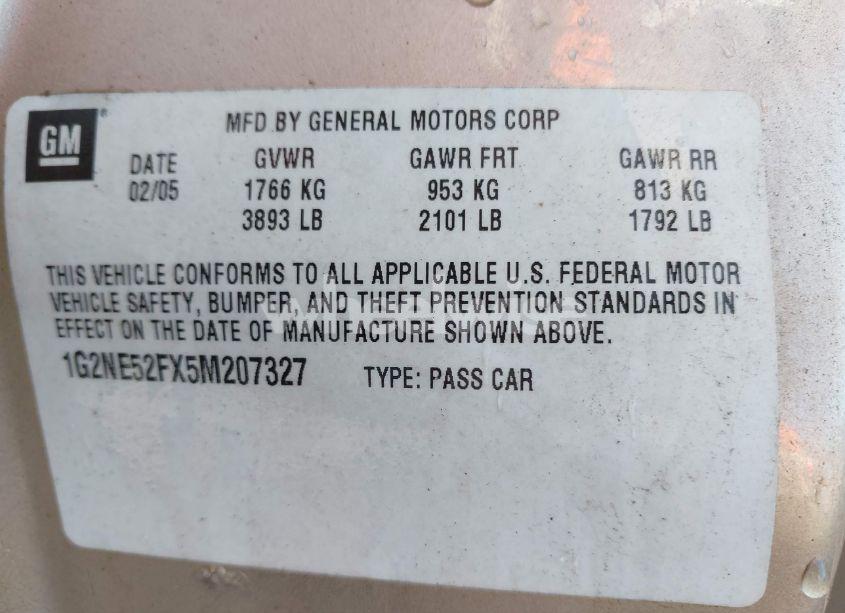 GM
MFD BY GENERAL MOTORS CORP
DATE GVWR GAWR FRT GAWR RR
02/05 1766 KG 953 KG 813 KG
3893 LB 2101 LB 1792 LB
THIS VEHICLE CONFORMS TO ALL APPLICABLE U.S. FEDERAL MOTOR
VEHICLE SAFETY, BUMPER, AND THEFT PREVENTION STANDARDS IN
EFFECT ON THE DATE OF MANUFACTURE SHOWN ABOVE.
1G2NE52FX5M207327 TYPE: PASS CAR